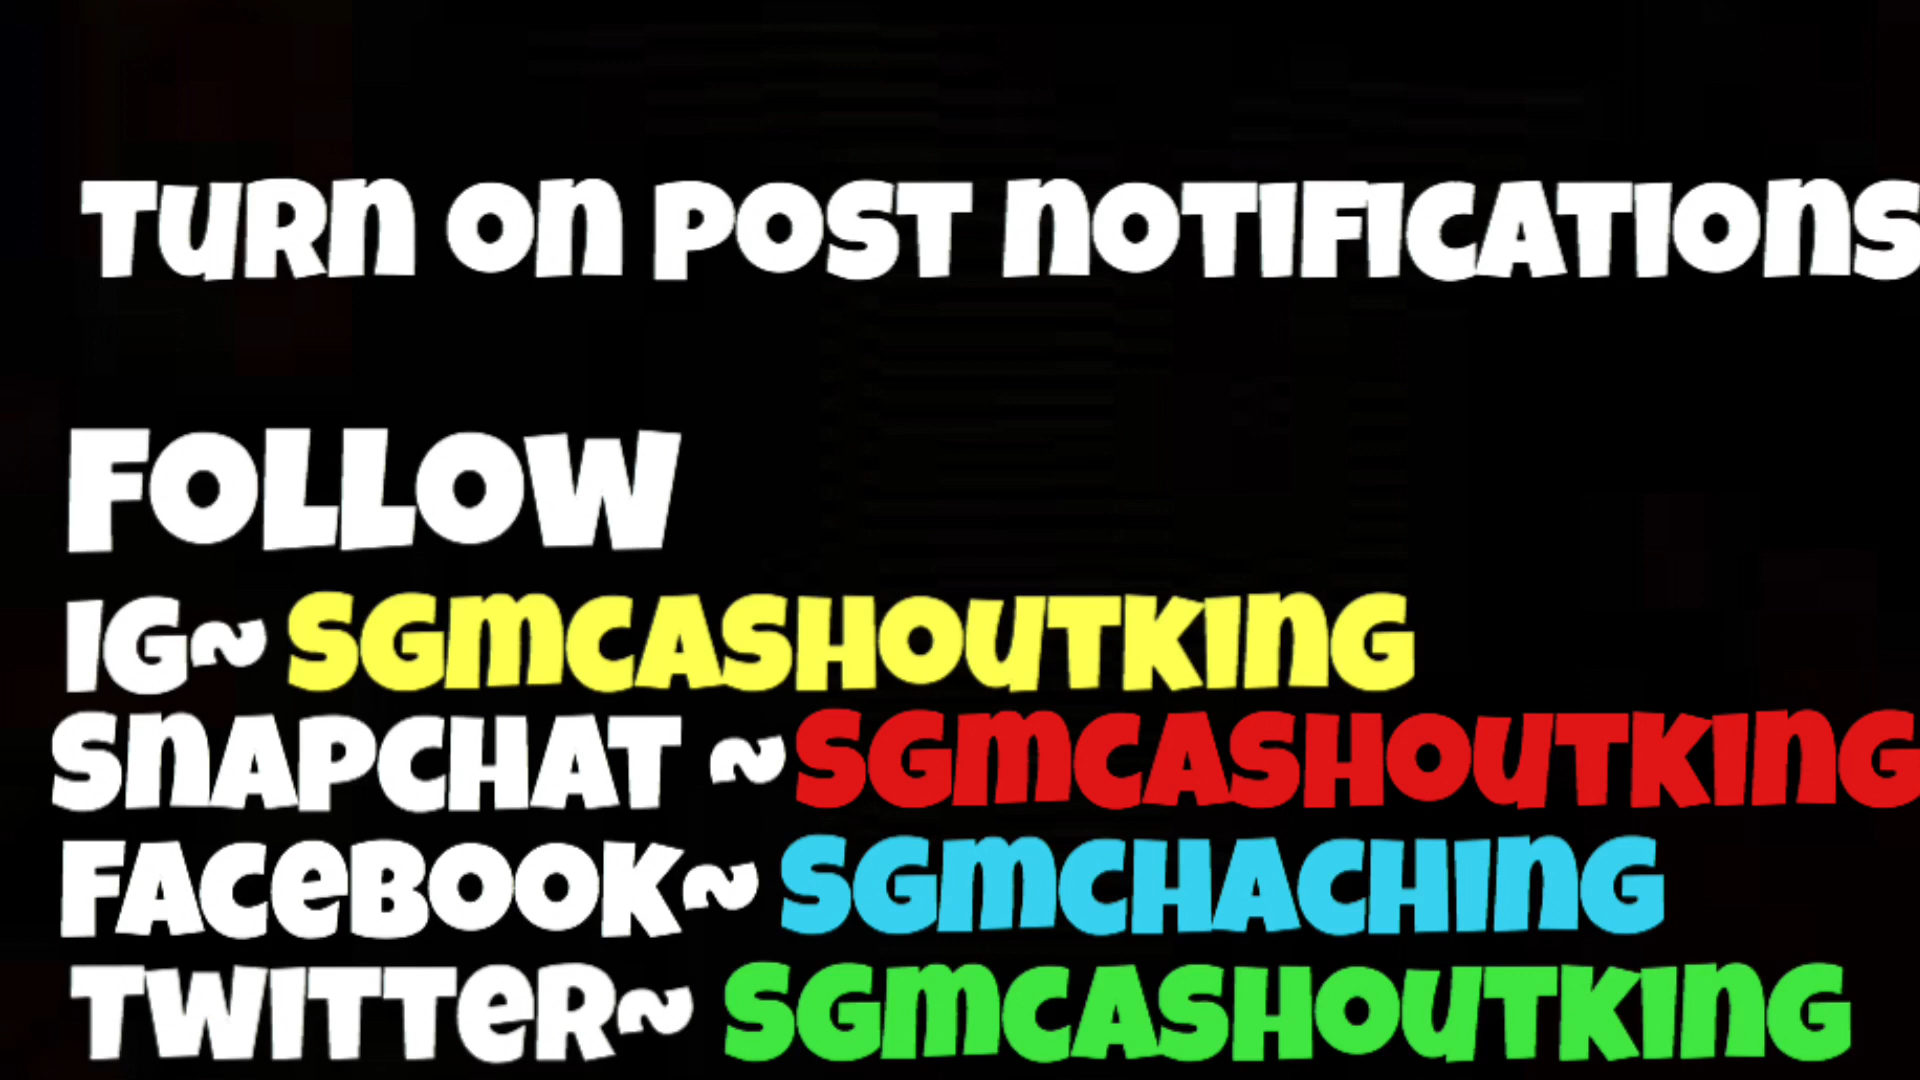 TURN ON POST NOTIFICATIONS
FOLLOW
IG~ SGMCASHOUTKING
SNAPCHAT ~SGMCASHOUTKING
FACEBOOK~ SGMCHACHING
TWITTER~ SGMCASHOUTKING